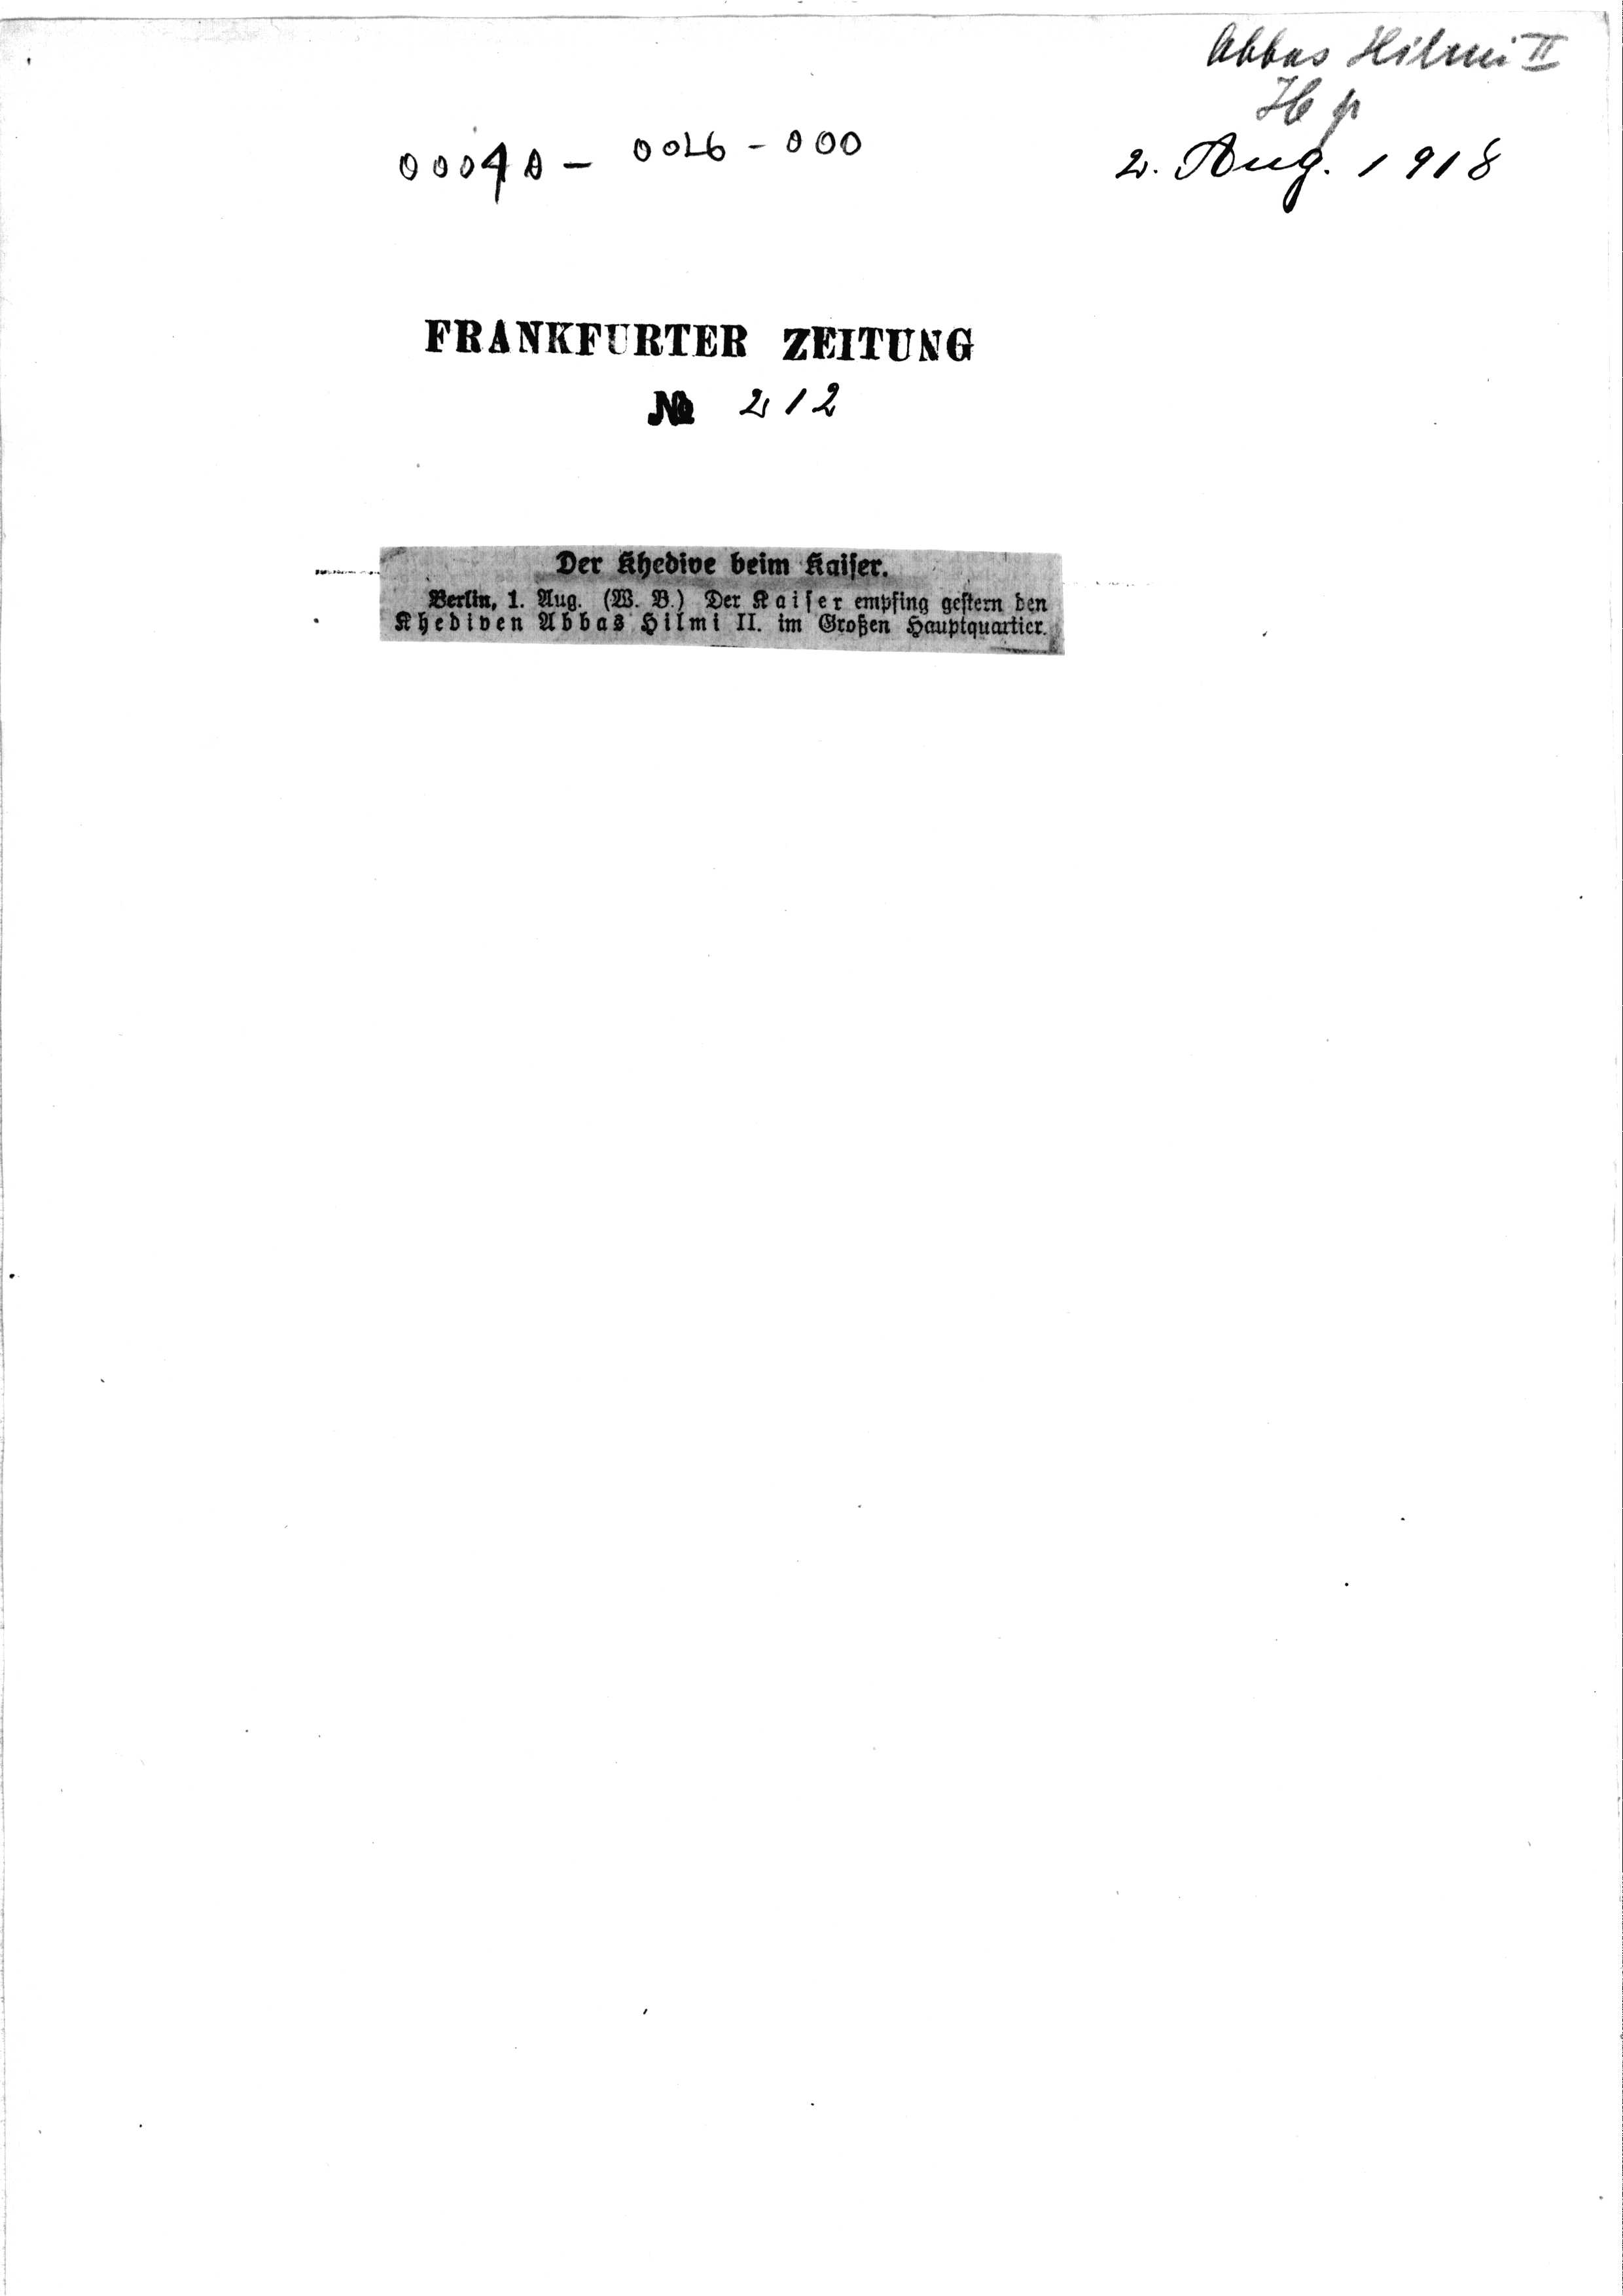 Abbas Hilmi II
H p
00040 - 0026 - 000
2. Aug. 1918
FRANKFURTER ZEITUNG
№ 212
Der Khedive beim Kaiser.
Berlin, 1. Aug. (W. B.) Der Kaiser empfing gestern den
Khediven Abbas Hilmi II. im Großen Hauptquartier.